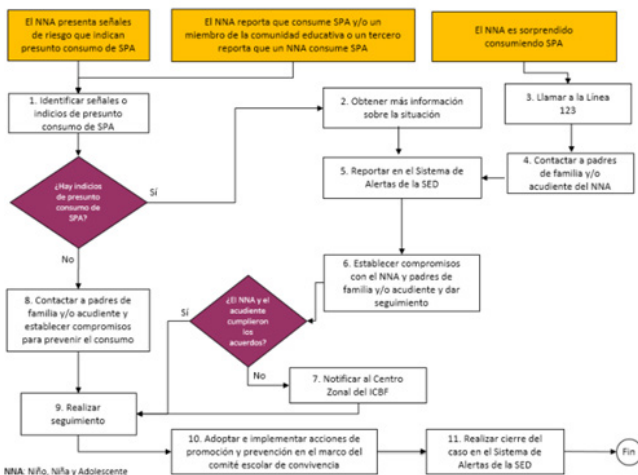 El NNA presenta señales
de riesgo que indican
presunto consumo de SPA
El NNA reporta que consume SPA y/o un
miembro de la comunidad educativa o un tercero
reporta que un NNA consume SPA
El NNA es sorprendido
consumiendo SPA
1. Identificar señales o
indicios de presunto
consumo de SPA
2. Obtener más información
sobre la situación
3. Llamar a la Línea
123
¿Hay indicios
de presunto
consumo de
SPA?
Sí
5. Reportar en el Sistema de
Alertas de la SED
4. Contactar a padres
de familia y/o
acudiente del NNA
No
6. Establecer compromisos
con el NNA y padres de
familia y/o acudiente y dar
seguimiento
8. Contactar a padres de
familia y/o acudiente y
establecer compromisos
para prevenir el consumo
Sí
¿El NNA y el
acudiente
cumplieron
los
acuerdos?
No
7. Notificar al Centro
Zonal del ICBF
9. Realizar
seguimiento
10. Adoptar e implementar acciones de
promoción y prevención en el marco del
comité escolar de convivencia
11. Realizar cierre del
caso en el Sistema de
Alertas de la SED
Fin
NNA: Niño, Niña y Adolescente